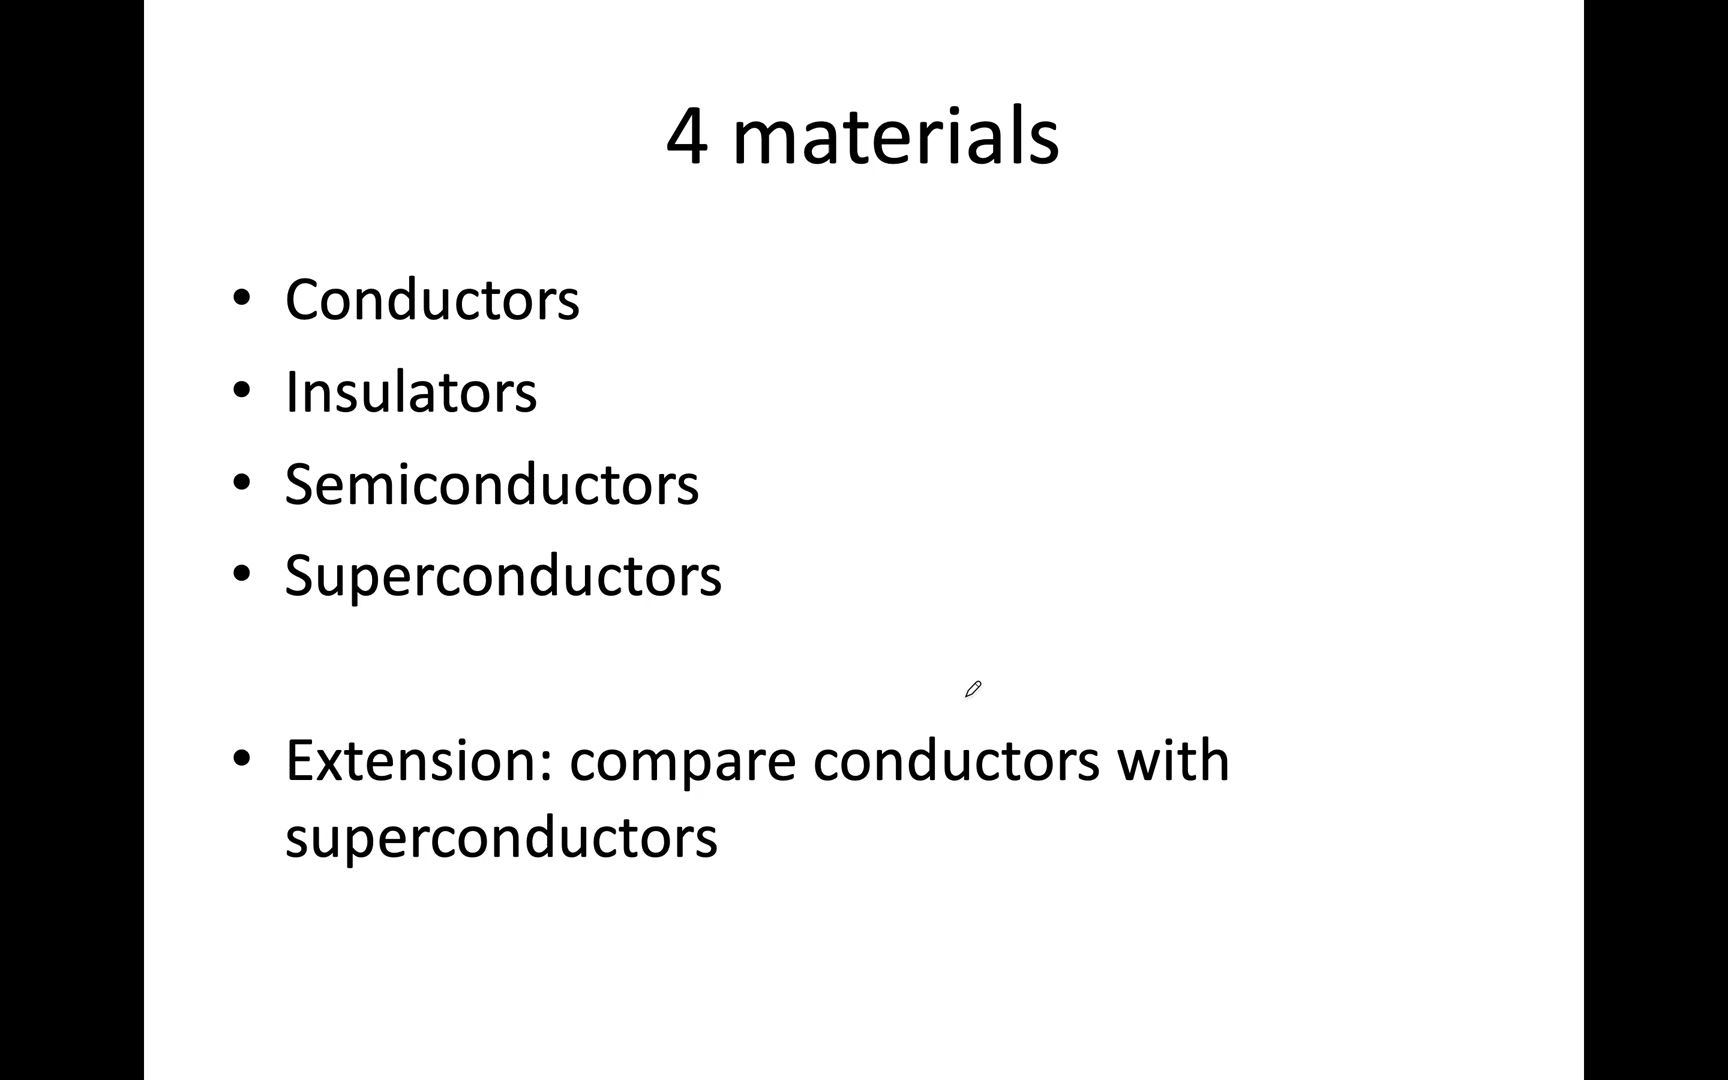 4 materials
• Conductors
• Insulators
• Semiconductors
• Superconductors
• Extension: compare conductors with
superconductors